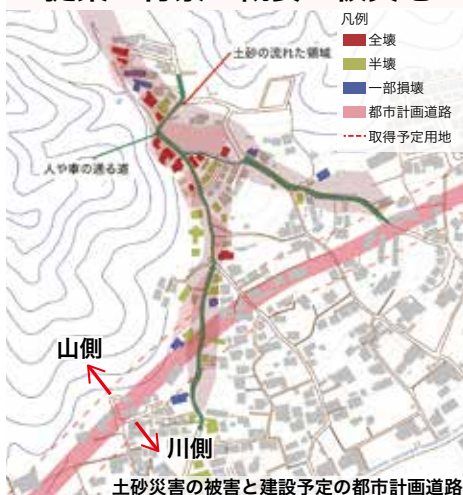 凡例
全壊
半壊
一部損壊
都市計画道路
取得予定用地
土砂の流れた領域
人や車の通る道
山側
川側
土砂災害の被害と建設予定の都市計画道路